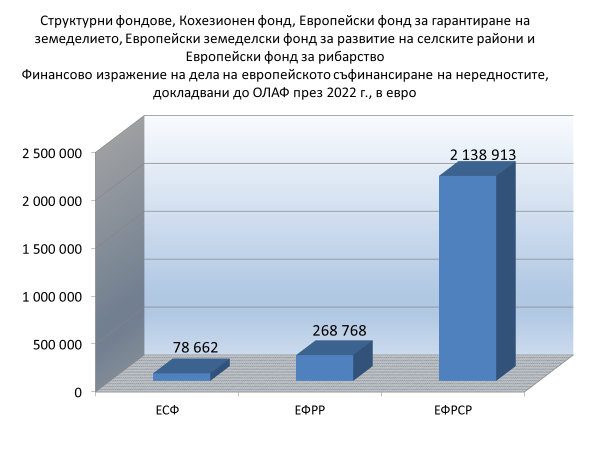 Структурни фондове, Кохезионен фонд, Европейски фонд за гарантиране на
земеделието, Европейски земеделски фонд за развитие на селските райони и
Европейски фонд за рибарство
Финансово изражение на дела на европейското съфинансиране на нередностите,
докладвани до ОЛАФ през 2022 г., в евро
2 500 000
2 000 000
1 500 000
1 000 000
500 000
0
78 662
268 768
2 138 913
ЕСФ
ЕФРР
ЕФРСР